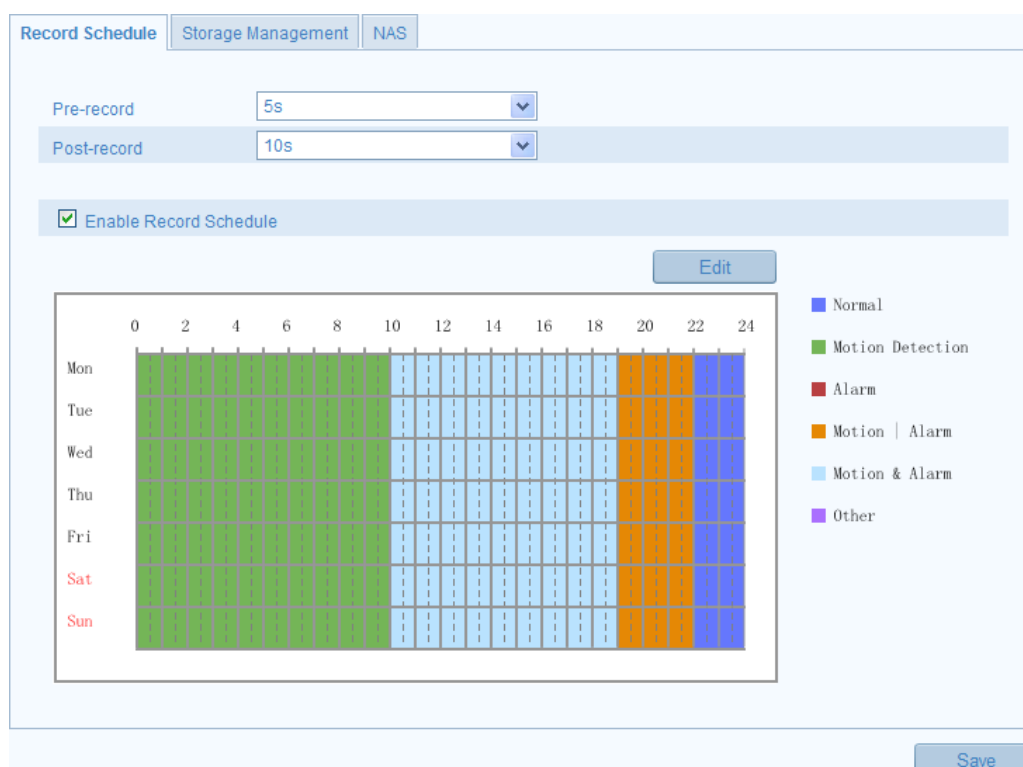 Record Schedule Storage Management NAS
Pre-record 5s
Post-record 10s
Enable Record Schedule
Edit
0 2 4 6 8 10 12 14 16 18 20 22 24
Mon
Tue
Wed
Thu
Fri
Sat
Sun
Normal
Motion Detection
Alarm
Motion | Alarm
Motion & Alarm
Other
Save